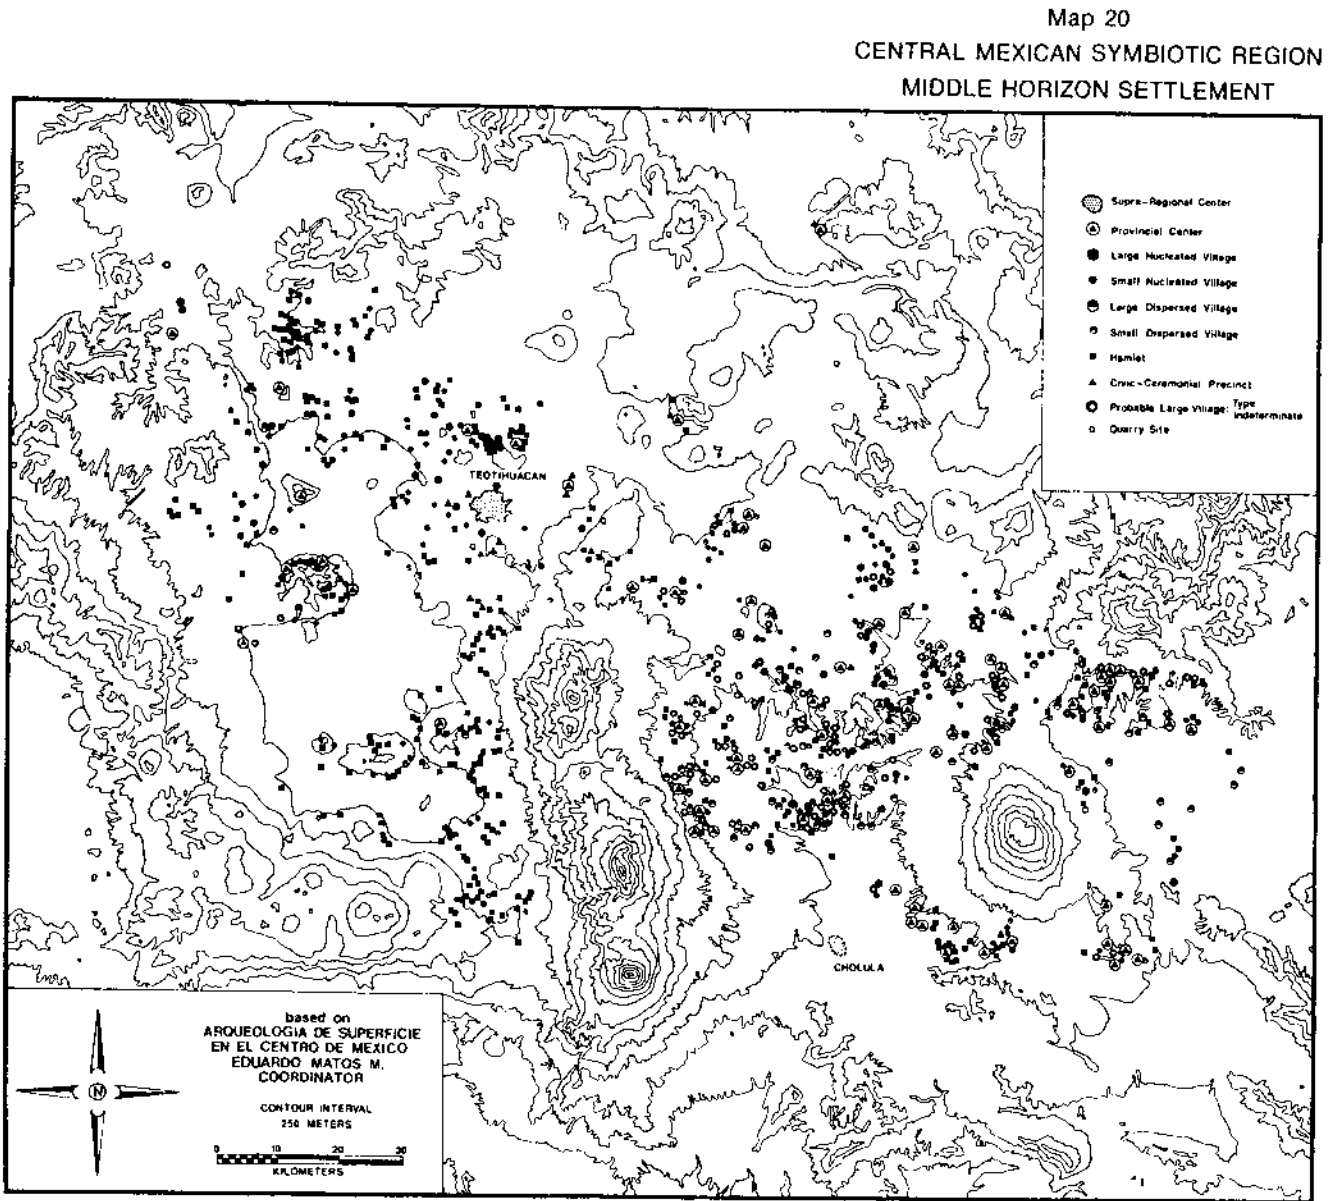 Map 20
CENTRAL MEXICAN SYMBIOTIC REGION
MIDDLE HORIZON SETTLEMENT
Supra-Regional Center
Provincial Center
Large Nucleated Village
Small Nucleated Village
Large Dispersed Village
Small Dispersed Village
Hamlet
Civic-Ceremonial Precinct
Probable Large Village: Type
Indeterminate
Quarry Site
TEOTIHUACAN
CHOLULA
based on
ARQUEOLOGIA DE SUPERFICIE
EN EL CENTRO DE MEXICO
EDUARDO MATOS M.
COORDINATOR
N
CONTOUR INTERVAL
250 METERS
0 10 20 30
KILOMETERS